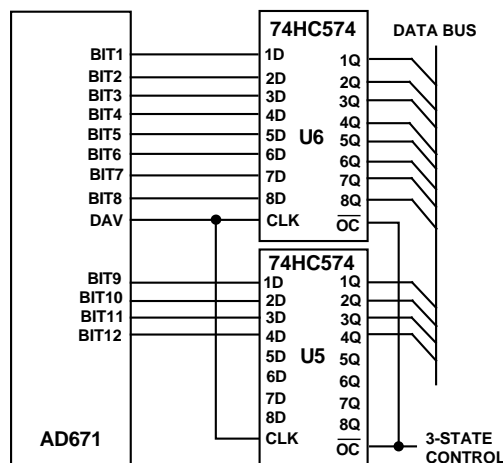 74HC574
DATA BUS
BIT1
BIT2
BIT3
BIT4
BIT5
BIT6
BIT7
BIT8
DAV
1D
2D
3D
4D
5D
6D
7D
8D
CLK
U6
1Q
2Q
3Q
4Q
5Q
6Q
7Q
8Q
OC
74HC574
BIT9
BIT10
BIT11
BIT12
1D
2D
3D
4D
5D
6D
7D
8D
CLK
U5
1Q
2Q
3Q
4Q
5Q
6Q
7Q
8Q
OC
AD671
3-STATE
CONTROL